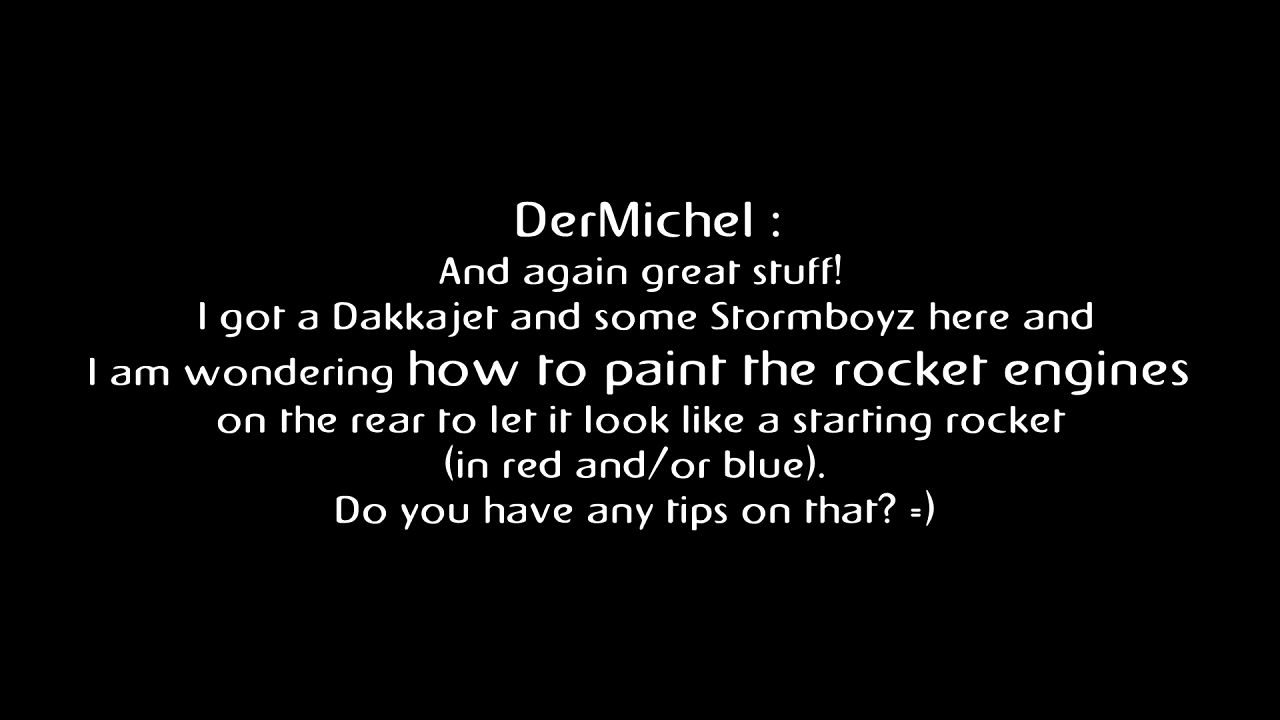 DerMichel :
And again great stuff!
I got a Dakkajet and some Stormboyz here and
I am wondering how to paint the rocket engines
on the rear to let it look like a starting rocket
(in red and/or blue).
Do you have any tips on that? =)